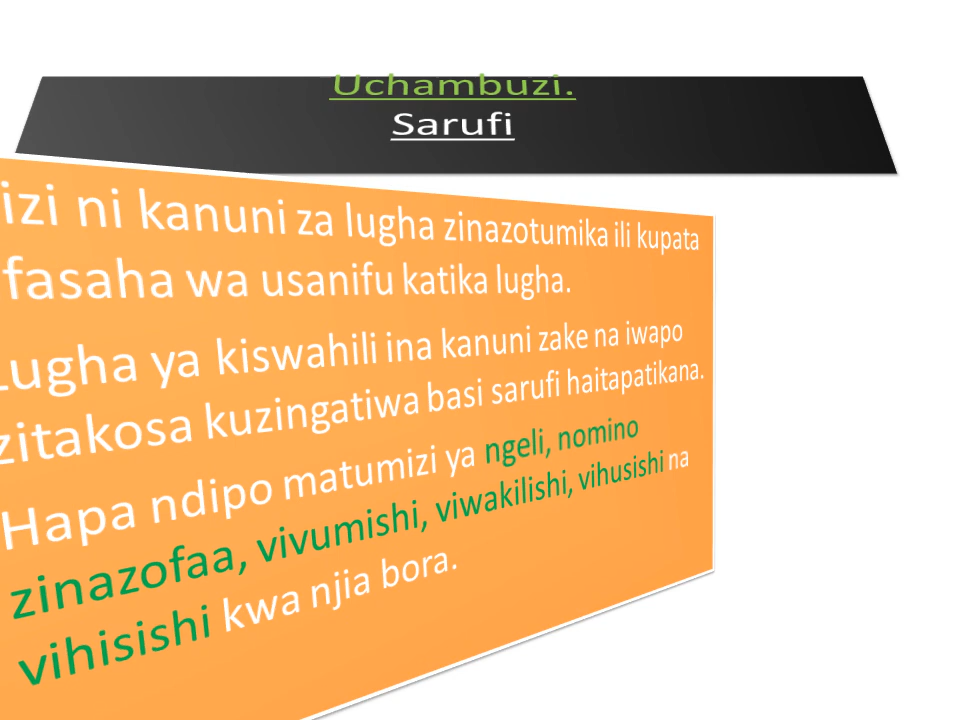 Uchambuzi.
Sarufi
izi ni kanuni za lugha zinazotumika ili kupata
fasaha wa usanifu katika lugha.
Lugha ya kiswahili ina kanuni zake na iwapo
zitakosa kuzingatiwa basi sarufi haitapatikana.
Hapa ndipo matumizi ya ngeli, nomino
zinazofaa, vivumishi, viwakilishi, vihusishi na
vihisishi kwa njia bora.